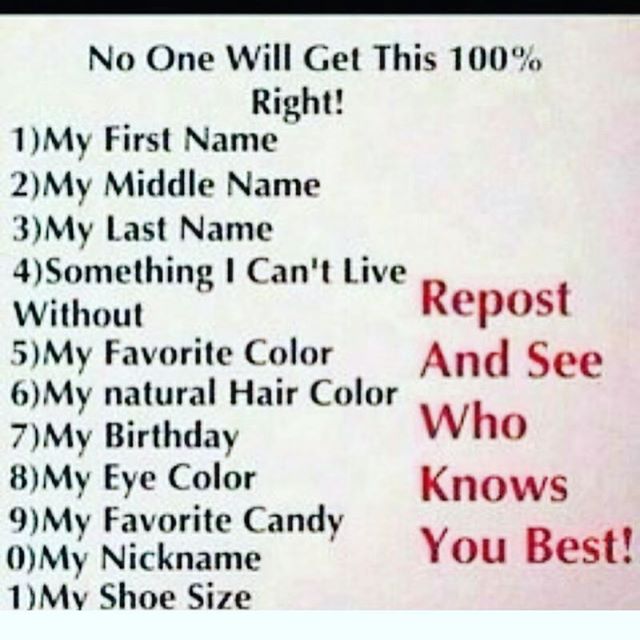 No One Will Get This 100%
Right!
1)My First Name
2)My Middle Name
3)My Last Name
4)Something I Can't Live
Without
5)My Favorite Color
6)My natural Hair Color
7)My Birthday
8)My Eye Color
9)My Favorite Candy
0)My Nickname
1)My Shoe Size
Repost
And See
Who
Knows
You Best!